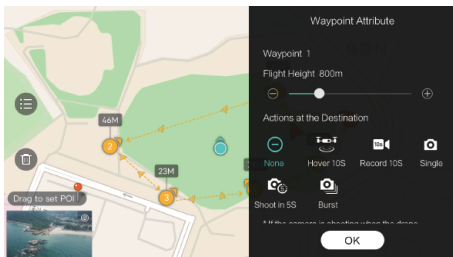 Waypoint Attribute
Waypoint 1
Flight Height 800m
Actions at the Destination
10s
None
Hover 10S
Record 10S
Single
Shoot in 5S
Burst
OK
46M
2
23M
3
Drag to set POI